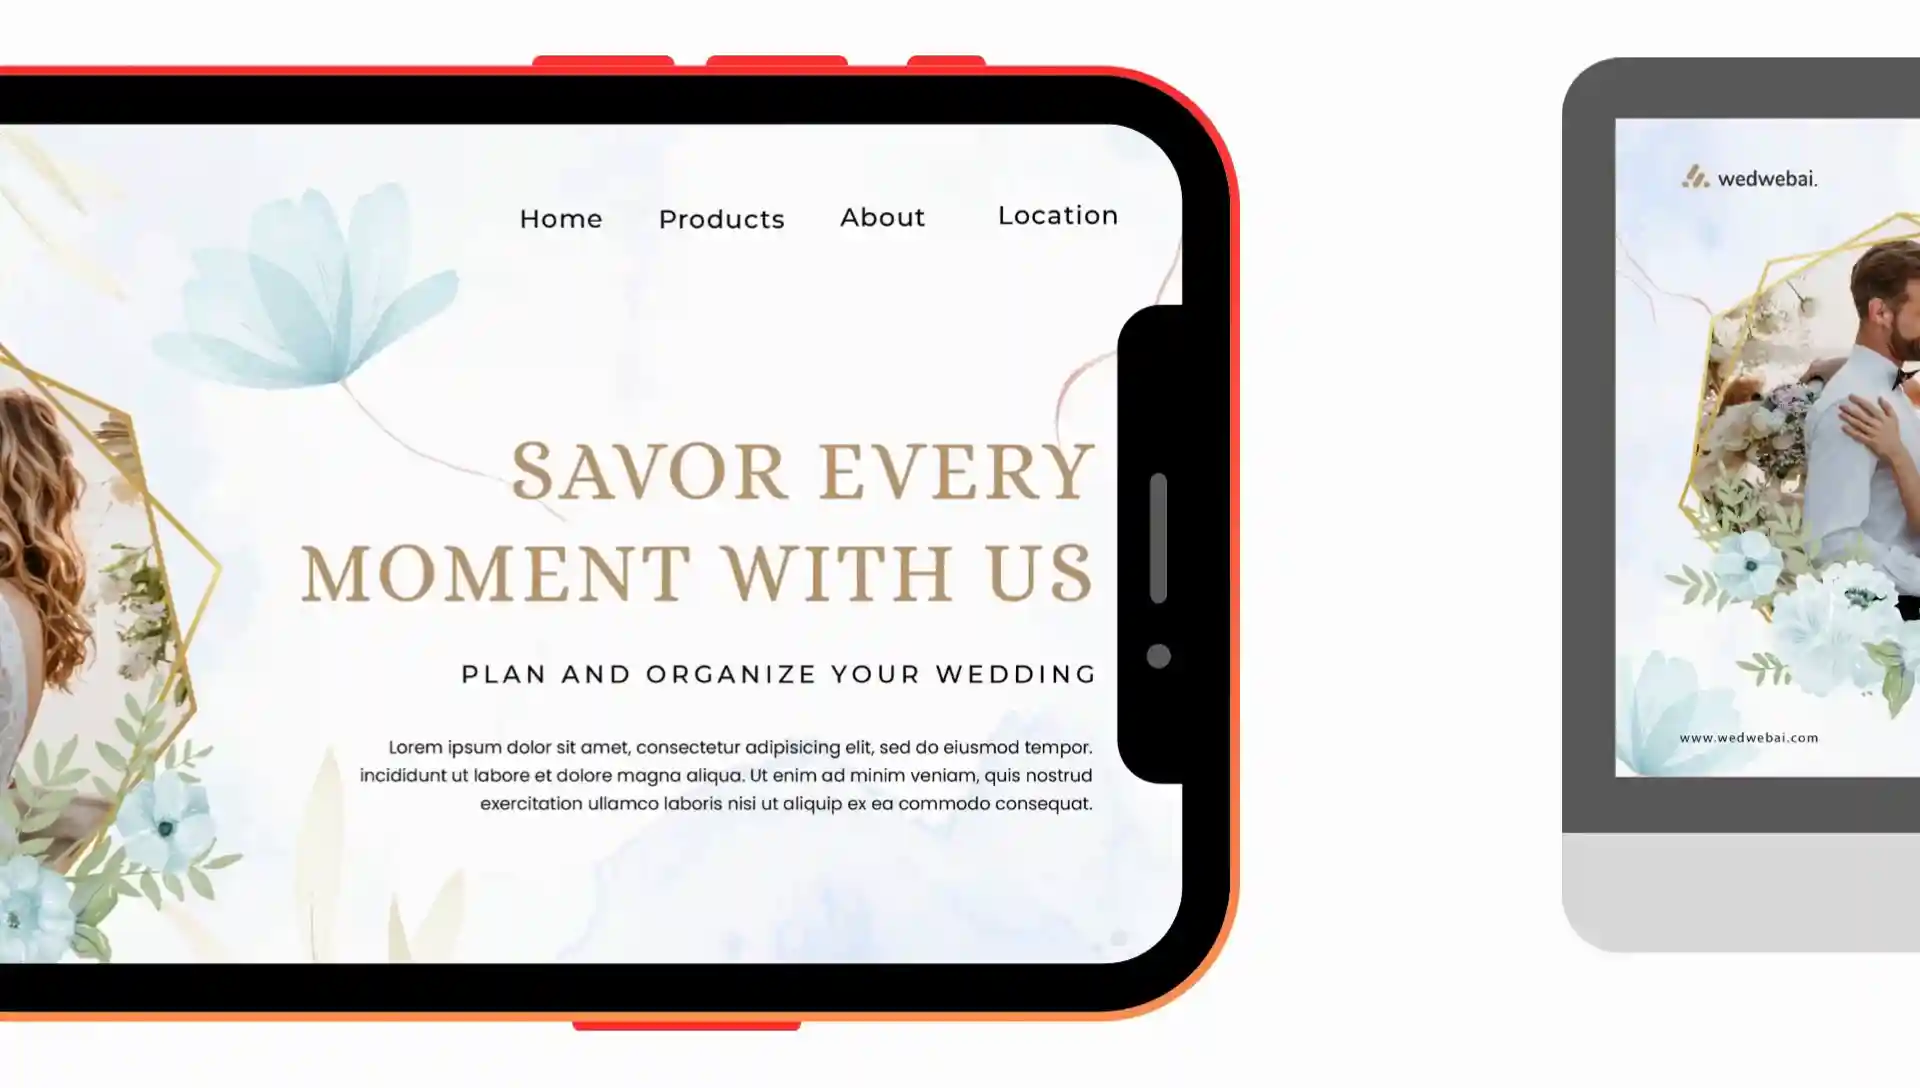 Home Products About Location
SAVOR EVERY
MOMENT WITH US
PLAN AND ORGANIZE YOUR WEDDING
Lorem ipsum dolor sit amet, consectetur adipisicing elit, sed do eiusmod tempor.
incididunt ut labore et dolore magna aliqua. Ut enim ad minim veniam, quis nostrud
exercitation ullamco laboris nisi ut aliquip ex ea commodo consequat.
wedwebai.
www.wedwebai.com